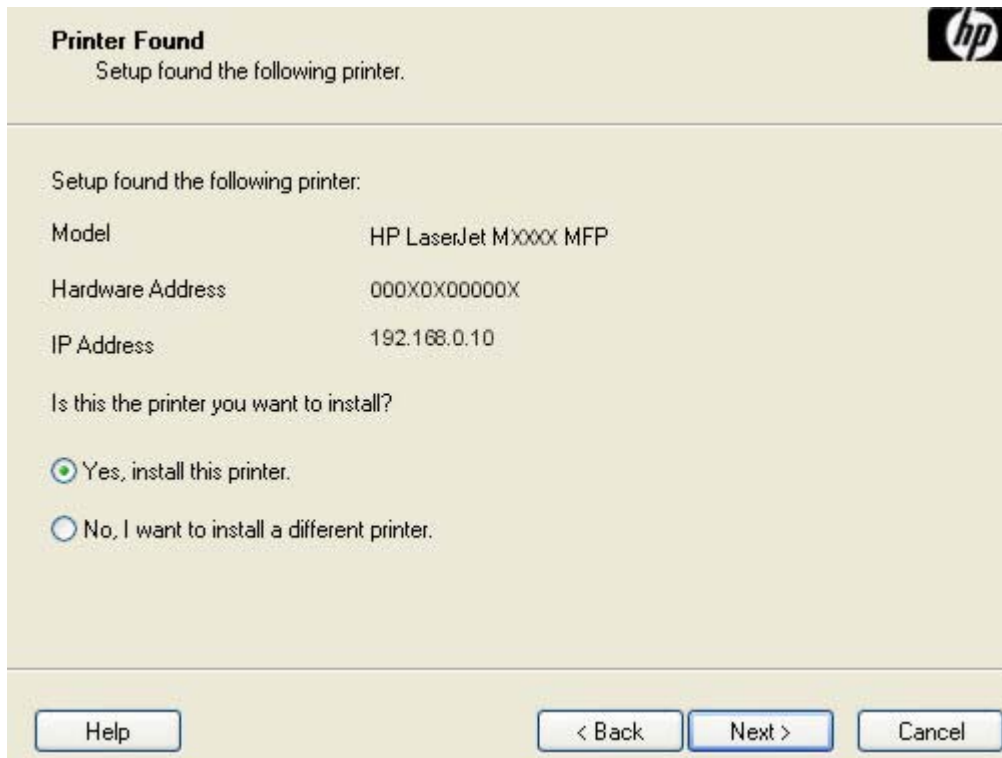 Printer Found
hp
Setup found the following printer.
Setup found the following printer:
Model HP LaserJet MXXXX MFP
Hardware Address 000X0X00000X
IP Address 192.168.0.10
Is this the printer you want to install?
Yes, install this printer.
No, I want to install a different printer.
Help < Back Next > Cancel